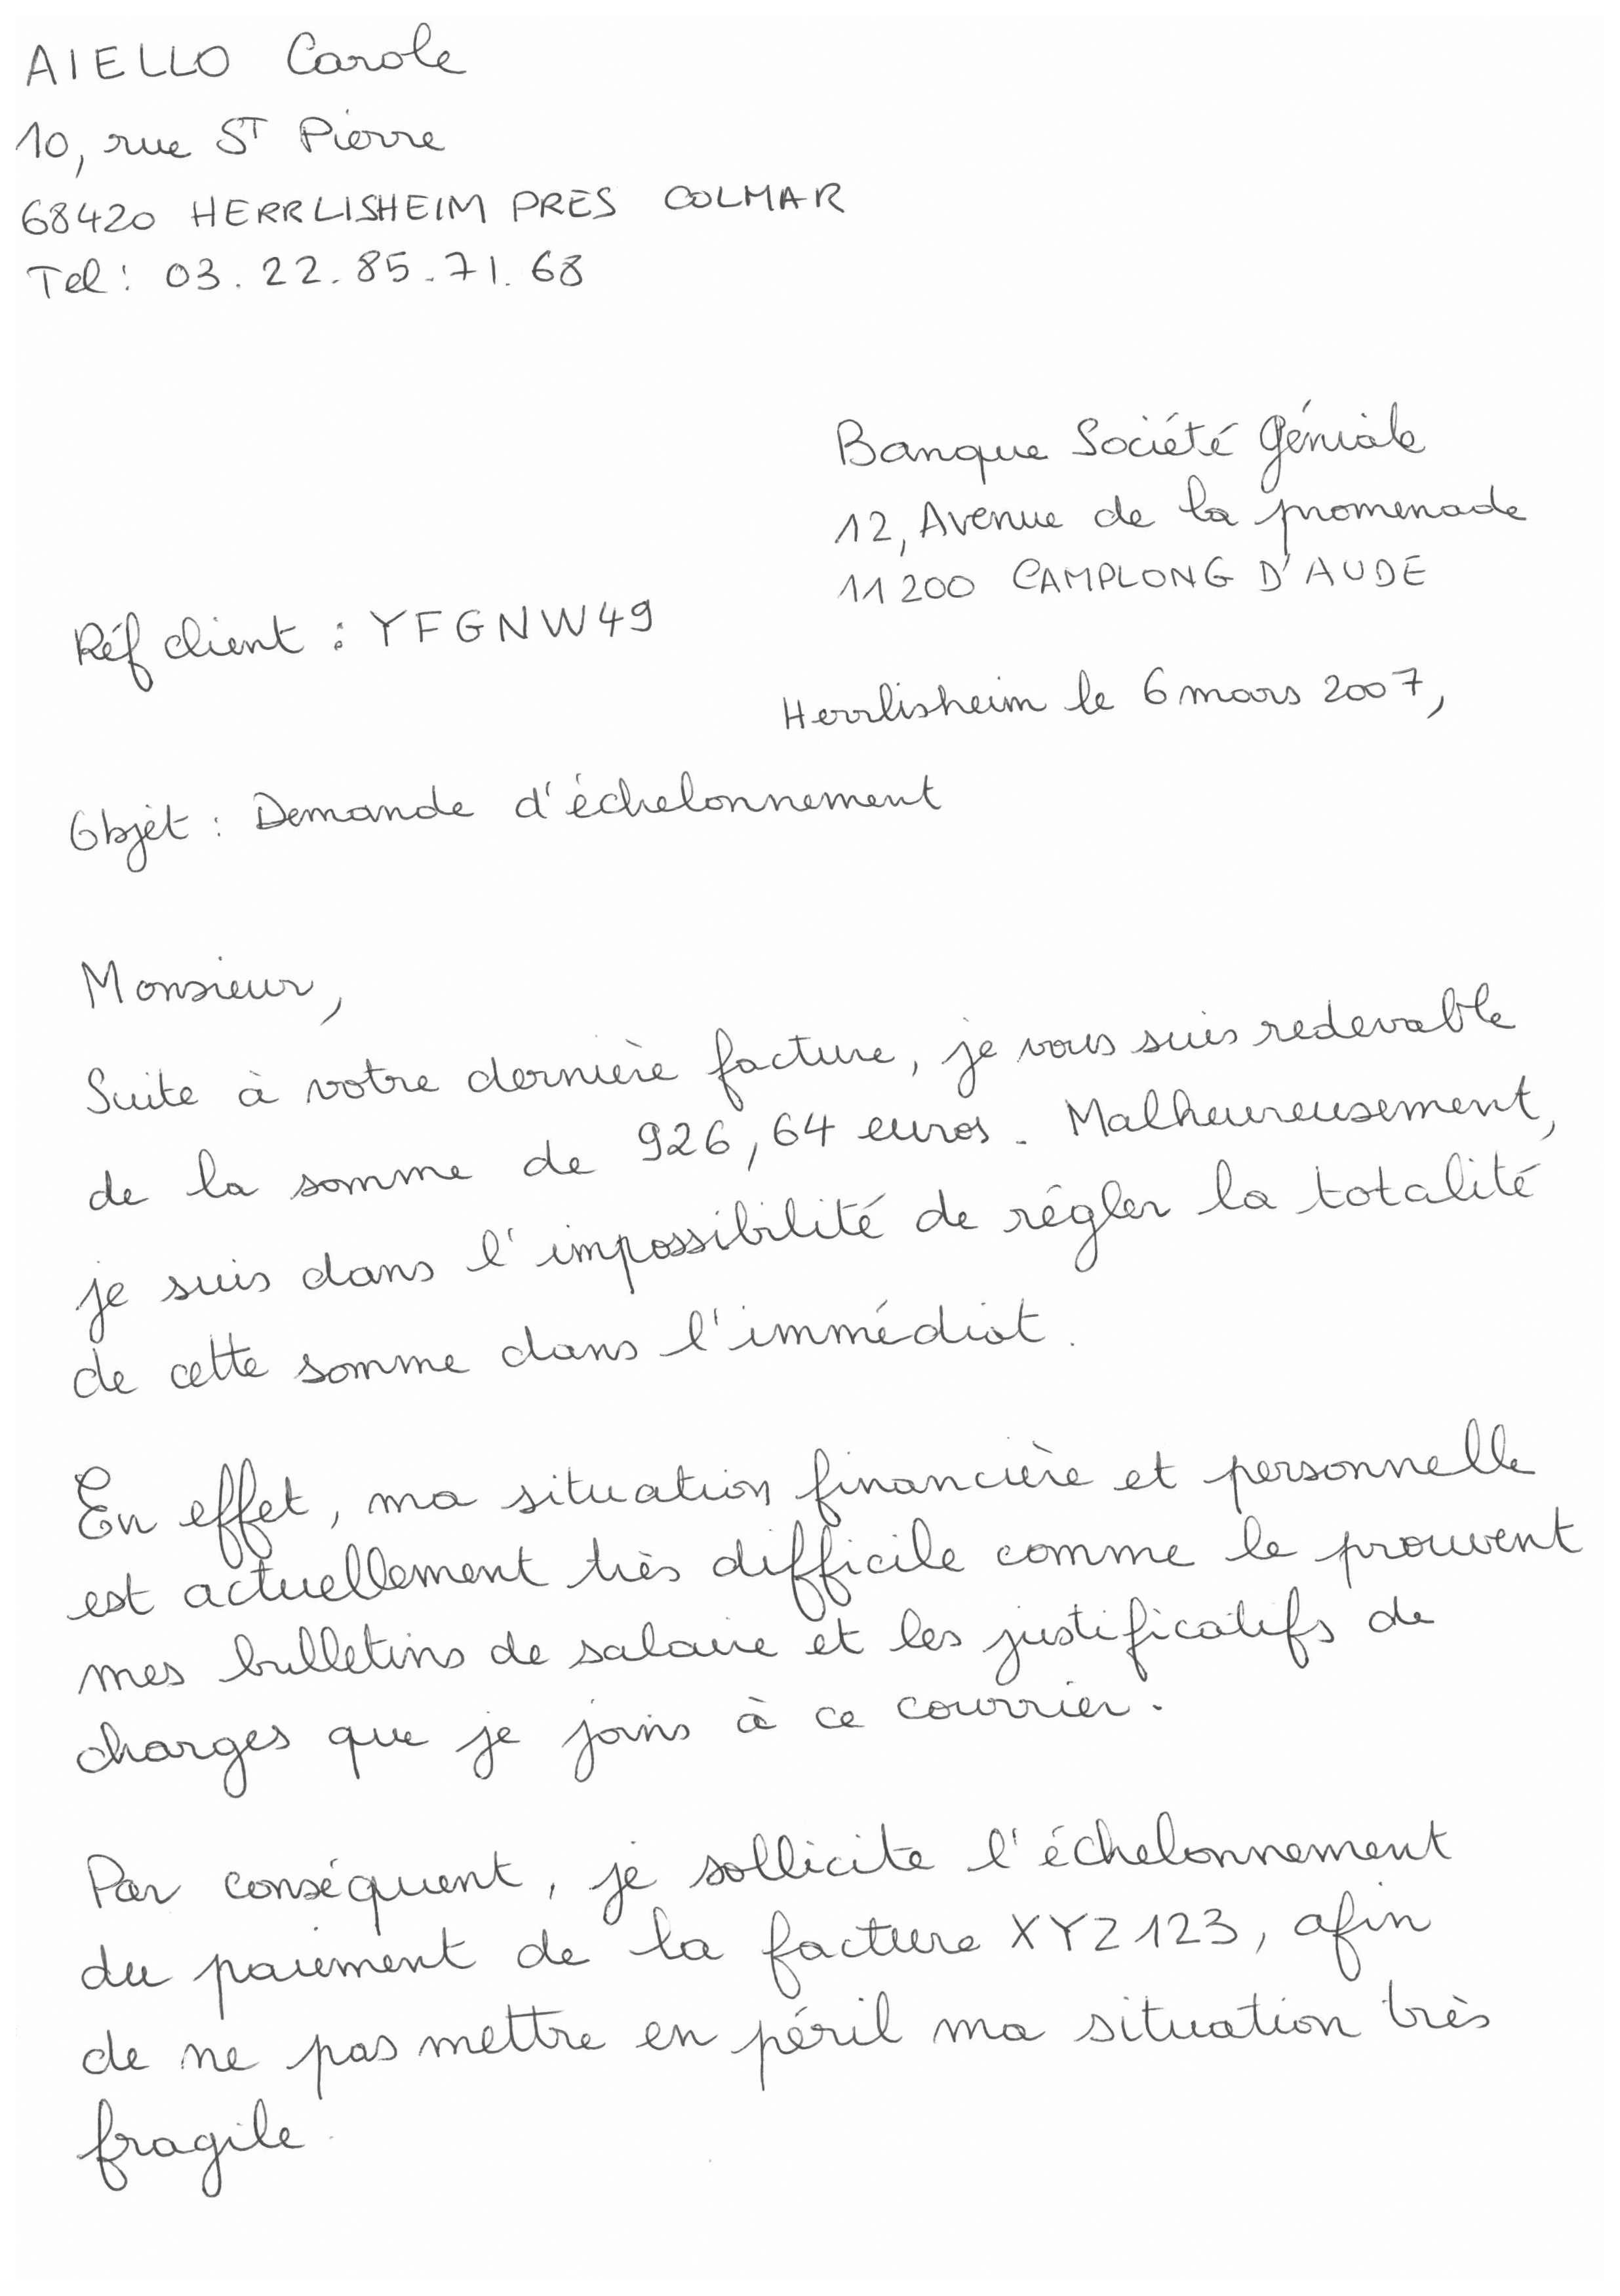 AIELLO Carole
10, rue ST Pierre
68420 HERRLISHEIM PRES COLMAR
Tel : 03.22.85.71.68
Banque Société Géniale
12, Avenue de la promenade
11200 CAMPLONG D'AUDE
Réf client : YFGNW49
Herrlisheim le 6 mars 2007,
Objet : Demande d'échelonnement
Monsieur,
Suite à votre dernière facture, je vous suis redevable
de la somme de 926,64 euros. Malheureusement,
je suis dans l'impossibilité de régler la totalité
de cette somme dans l'immédiat.
En effet, ma situation financière et personnelle
est actuellement très difficile comme le prouvent
mes bulletins de salaire et les justificatifs de
charges que je joins à ce courrier.
Par conséquent, je sollicite l'échelonnement
du paiement de la facture XYZ123, afin
de ne pas mettre en péril ma situation très
fragile.